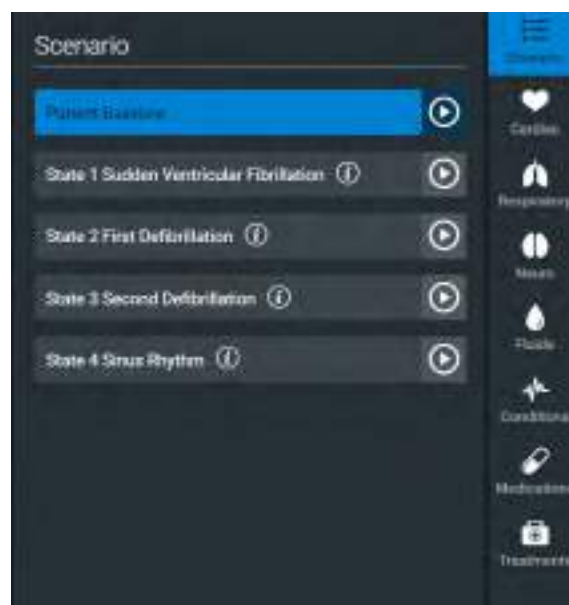 Scenario
Patient Baseline
State 1 Sudden Ventricular Fibrillation
State 2 First Defibrillation
State 3 Second Defibrillation
State 4 Sinus Rhythm
Scenario
Cardiac
Respiratory
Neuro
Fluids
Conditions
Medications
Treatments